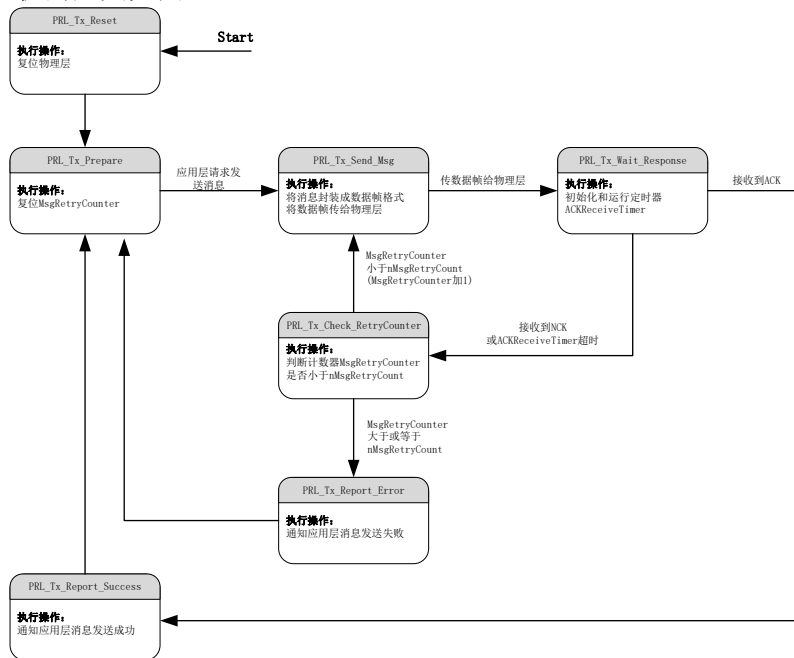 PRL_Tx_Reset
执行操作:
复位物理层
Start
PRL_Tx_Prepare
执行操作:
复位MsgRetryCounter
应用层请求发
送消息
PRL_Tx_Send_Msg
执行操作:
将消息封装成数据帧格式
将数据帧传给物理层
传数据帧给物理层
PRL_Tx_Wait_Response
执行操作:
初始化和运行定时器
ACKReceiveTimer
接收到ACK
MsgRetryCounter
小于nMsgRetryCount
(MsgRetryCounter加1)
PRL_Tx_Check_RetryCounter
执行操作:
判断计数器MsgRetryCounter
是否小于nMsgRetryCount
接收到NCK
或ACKReceiveTimer超时
MsgRetryCounter
大于或等于
nMsgRetryCount
PRL_Tx_Report_Error
执行操作:
通知应用层消息发送失败
PRL_Tx_Report_Success
执行操作:
通知应用层消息发送成功